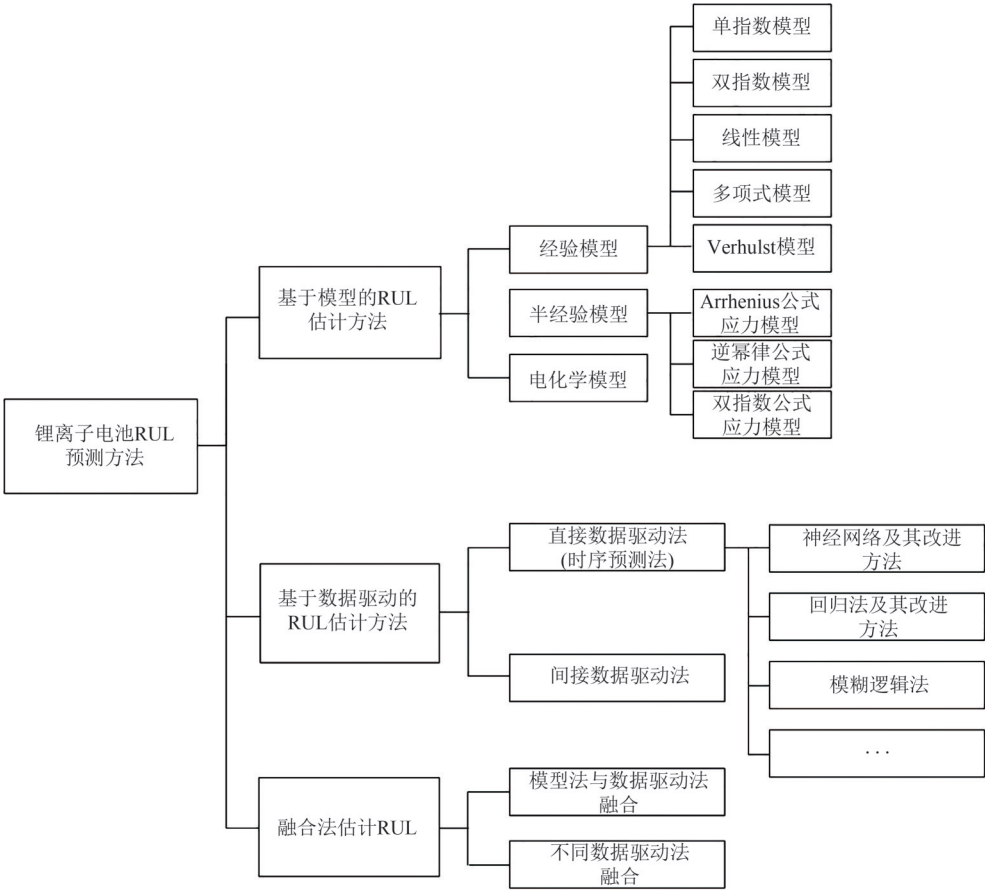 锂离子电池RUL
预测方法
基于模型的RUL
估计方法
经验模型
单指数模型
双指数模型
线性模型
多项式模型
Verhulst模型
半经验模型
Arrhenius公式
应力模型
逆幂律公式
应力模型
双指数公式
应力模型
电化学模型
基于数据驱动的
RUL估计方法
直接数据驱动法
(时序预测法)
神经网络及其改进
方法
回归法及其改进
方法
模糊逻辑法
···
间接数据驱动法
融合法估计RUL
模型法与数据驱动法
融合
不同数据驱动法
融合